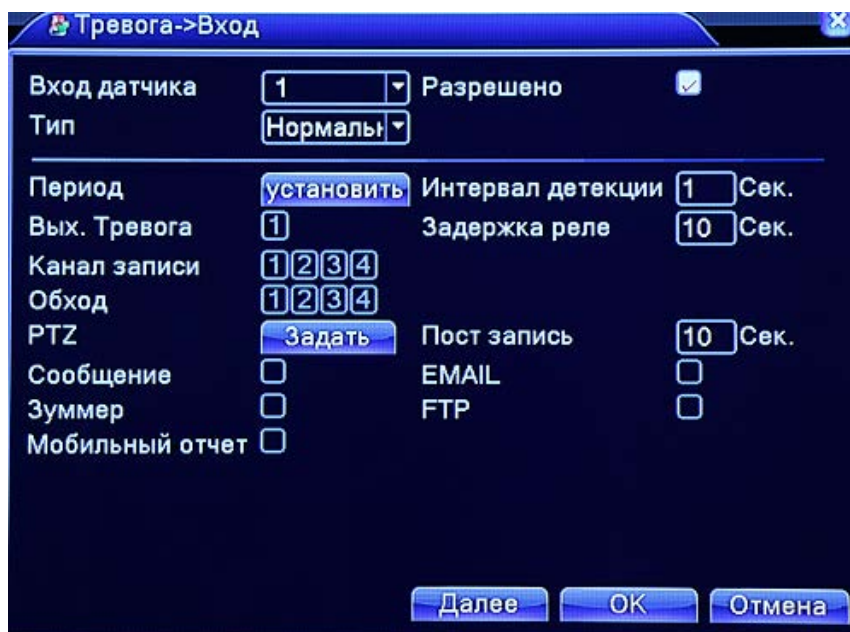 Тревога->Вход
Вход датчика 1 Разрешено
Тип Нормальн
Период установить Интервал детекции 1 Сек.
Вых. Тревога 1 Задержка реле 10 Сек.
Канал записи 1 2 3 4
Обход 1 2 3 4
PTZ Задать Пост запись 10 Сек.
Сообщение EMAIL
Зуммер FTP
Мобильный отчет
Далее OK Отмена